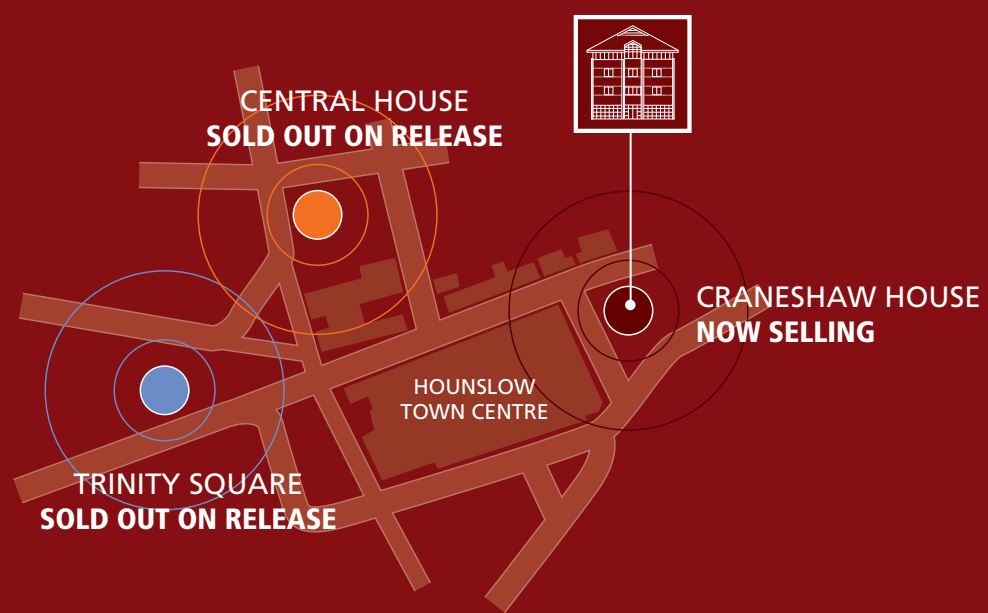 CENTRAL HOUSE
SOLD OUT ON RELEASE
CRANESHAW HOUSE
NOW SELLING
HOUNSLOW
TOWN CENTRE
TRINITY SQUARE
SOLD OUT ON RELEASE